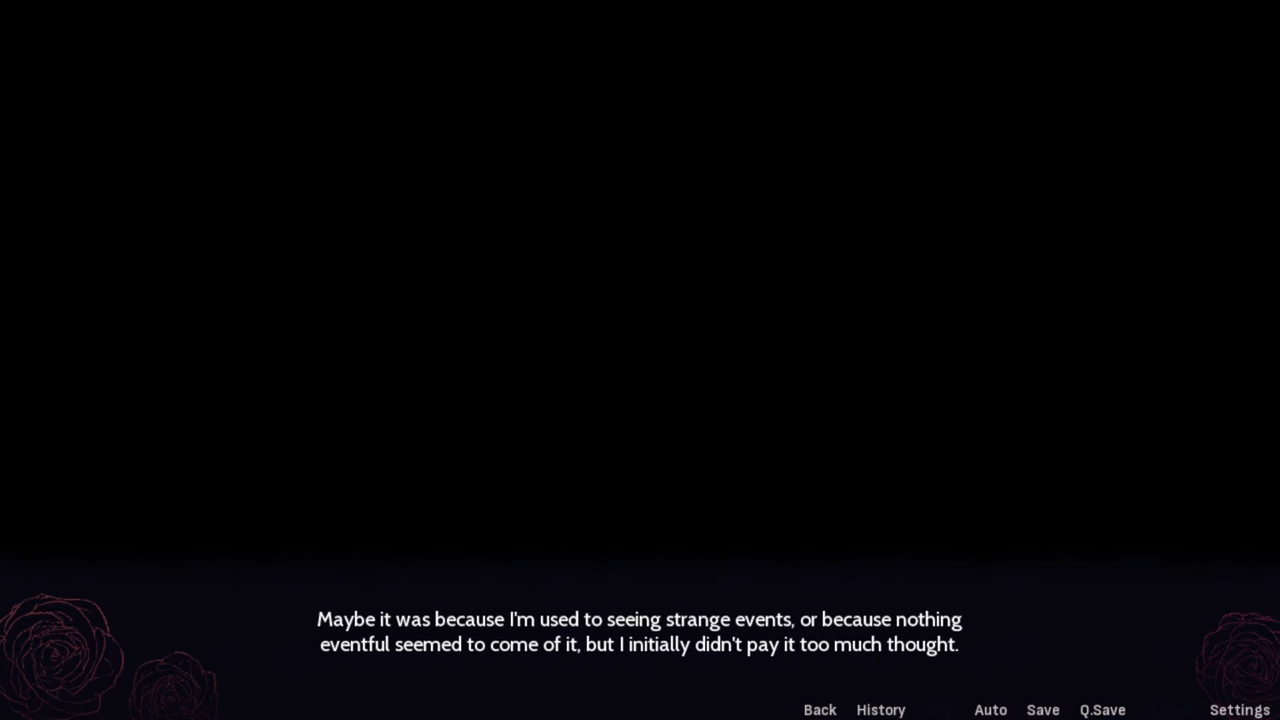 Maybe it was because I'm used to seeing strange events, or because nothing
eventful seemed to come of it, but I initially didn't pay it too much thought.
Back History Auto Save Q.Save Settings